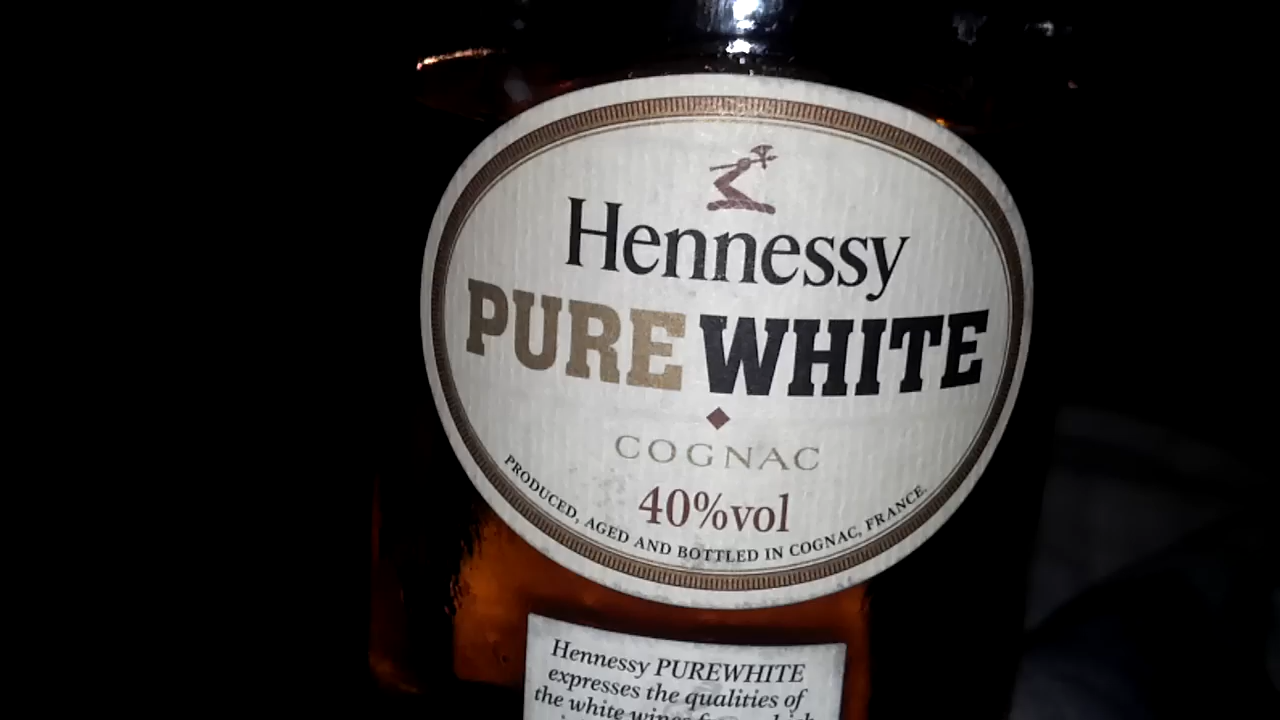 Hennessy
PURE WHITE
COGNAC
40%vol
PRODUCED, AGED AND BOTTLED IN COGNAC, FRANCE.
Hennessy PUREWHITE
expresses the qualities of
the white wines